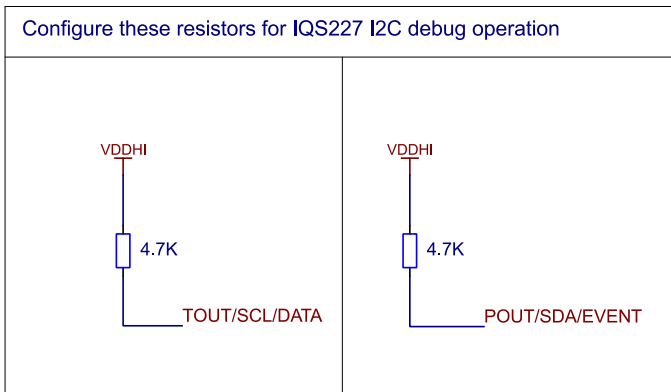 Configure these resistors for IQS227 I2C debug operation
VDDHI
4.7K
TOUT/SCL/DATA
VDDHI
4.7K
POUT/SDA/EVENT